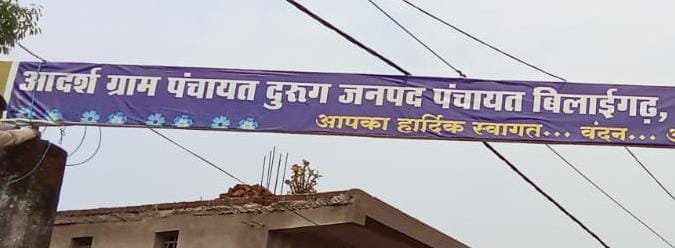 आदर्श ग्राम पंचायत दुरूग जनपद पंचायत बिलाईगढ़,
आपका हार्दिक स्वागत... वंदन...